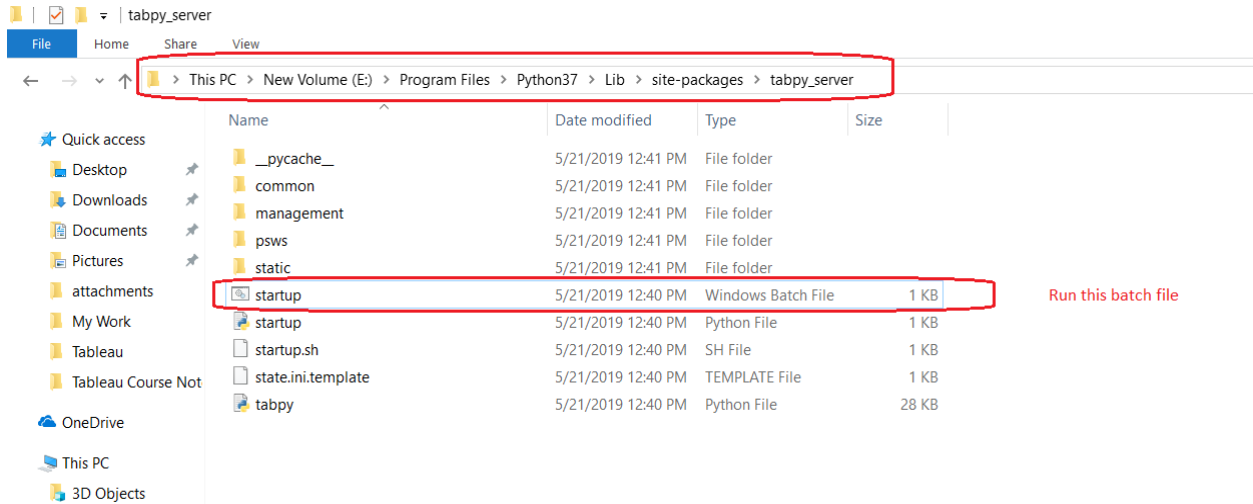 tabpy_server
File Home Share View
This PC > New Volume (E:) > Program Files > Python37 > Lib > site-packages > tabpy_server
Name Date modified Type Size
Quick access
Desktop
Downloads
Documents
Pictures
attachments
My Work
Tableau
Tableau Course Not
OneDrive
This PC
3D Objects
__pycache__ 5/21/2019 12:41 PM File folder
common 5/21/2019 12:41 PM File folder
management 5/21/2019 12:41 PM File folder
psws 5/21/2019 12:41 PM File folder
static 5/21/2019 12:41 PM File folder
startup 5/21/2019 12:40 PM Windows Batch File 1 KB
startup 5/21/2019 12:40 PM Python File 1 KB
startup.sh 5/21/2019 12:40 PM SH File 1 KB
state.ini.template 5/21/2019 12:40 PM TEMPLATE File 1 KB
tabpy 5/21/2019 12:40 PM Python File 28 KB
Run this batch file